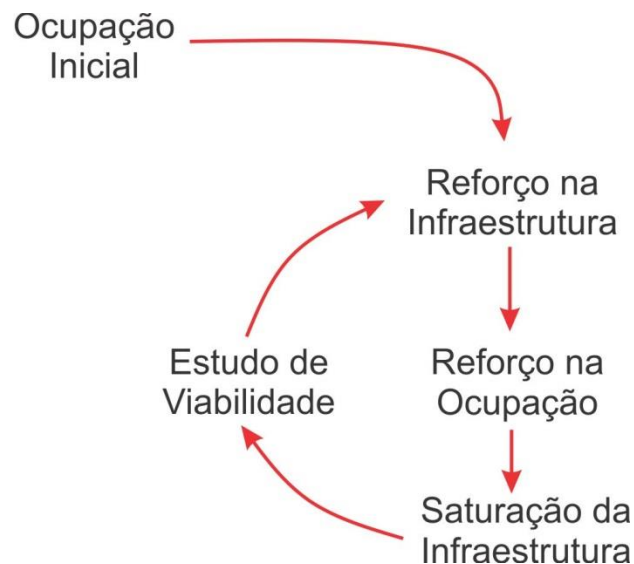 Ocupação
Inicial
Reforço na
Infraestrutura
Estudo de
Viabilidade
Reforço na
Ocupação
Saturação da
Infraestrutura